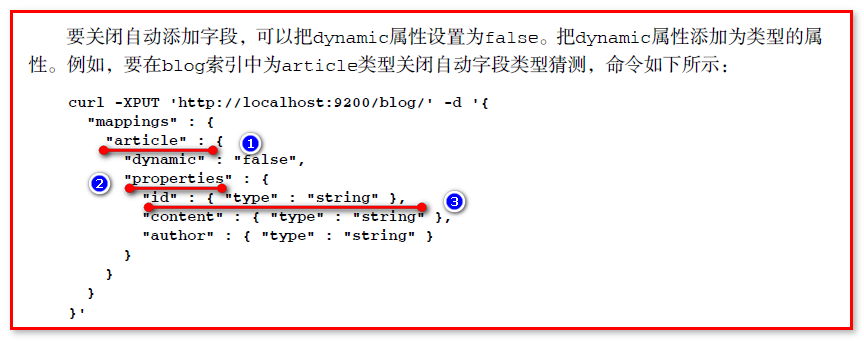 要关闭自动添加字段，可以把dynamic属性设置为false。把dynamic属性添加为类型的属
性。例如，要在blog索引中为article类型关闭自动字段类型猜测，命令如下所示：
curl -XPUT 'http://localhost:9200/blog/' -d '{
"mappings" : {
"article" : { 1
"dynamic" : "false",
2 "properties" : {
"id" : { "type" : "string" }, 3
"content" : { "type" : "string" },
"author" : { "type" : "string" }
}
}
}
}'